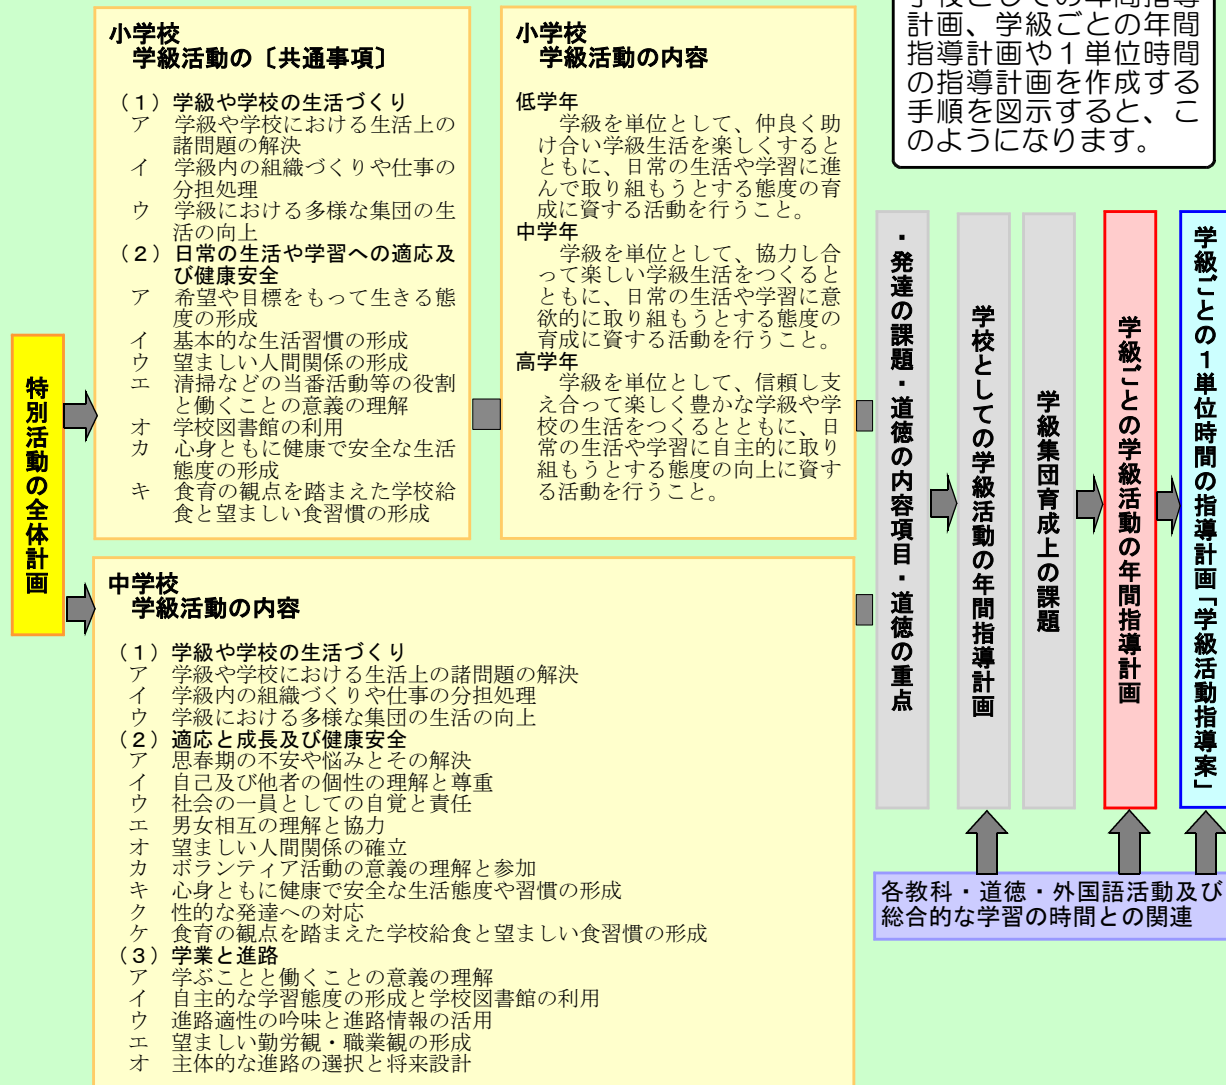 小学校
学級活動の〔共通事項〕
(1)学級や学校の生活づくり
ア 学級や学校における生活上の
諸問題の解決
イ 学級内の組織づくりや仕事の
分担処理
ウ 学級における多様な集団の生
活の向上
(2)日常の生活や学習への適応及
び健康安全
ア 希望や目標をもって生きる態
度の形成
イ 基本的な生活習慣の形成
ウ 望ましい人間関係の形成
エ 清掃などの当番活動等の役割
と働くことの意義の理解
オ 学校図書館の利用
カ 心身ともに健康で安全な生活
態度の形成
キ 食育の観点を踏まえた学校給
食と望ましい食習慣の形成
小学校
学級活動の内容
低学年
学級を単位として、仲良く助
け合い学級生活を楽しくすると
ともに、日常の生活や学習に進
んで取り組もうとする態度の育
成に資する活動を行うこと。
中学年
学級を単位として、協力し合
って楽しい学級生活をつくると
ともに、日常の生活や学習に意
欲的に取り組もうとする態度の
育成に資する活動を行うこと。
高学年
学級を単位として、信頼し支
え合って楽しく豊かな学級や学
校の生活をつくるとともに、日
常の生活や学習に自主的に取り
組もうとする態度の向上に資す
る活動を行うこと。
学校としての年間指導
計画、学級ごとの年間
指導計画や1単位時間
の指導計画を作成する
手順を図示すると、こ
のようになります。
特別活動の全体計画
中学校
学級活動の内容
(1)学級や学校の生活づくり
ア 学級や学校における生活上の諸問題の解決
イ 学級内の組織づくりや仕事の分担処理
ウ 学級における多様な集団の生活の向上
(2)適応と成長及び健康安全
ア 思春期の不安や悩みとその解決
イ 自己及び他者の個性の理解と尊重
ウ 社会の一員としての自覚と責任
エ 男女相互の理解と協力
オ 望ましい人間関係の確立
カ ボランティア活動の意義の理解と参加
キ 心身ともに健康で安全な生活態度や習慣の形成
ク 性的な発達への対応
ケ 食育の観点を踏まえた学校給食と望ましい食習慣の形成
(3)学業と進路
ア 学ぶことと働くことの意義の理解
イ 自主的な学習態度の形成と学校図書館の利用
ウ 進路適性の吟味と進路情報の活用
エ 望ましい勤労観・職業観の形成
オ 主体的な進路の選択と将来設計
・発達の課題・道徳の内容項目・道徳の重点
学校としての学級活動の年間指導計画
学級集団育成上の課題
学級ごとの学級活動の年間指導計画
学級ごとの1単位時間の指導計画「学級活動指導案」
各教科・道徳・外国語活動及び
総合的な学習の時間との関連